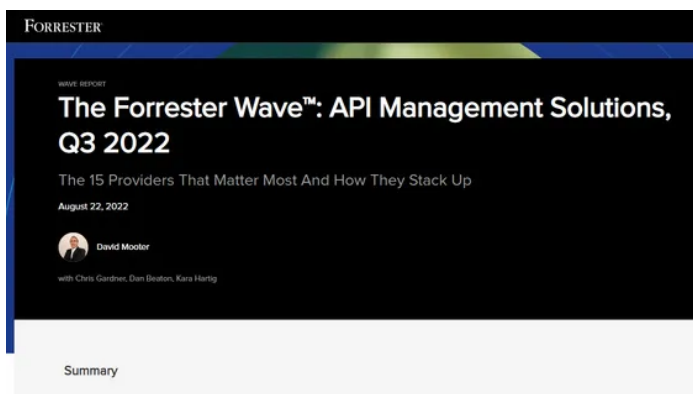 FORRESTER
WAVE REPORT
The Forrester Wave™: API Management Solutions,
Q3 2022
The 15 Providers That Matter Most And How They Stack Up
August 22, 2022
David Mooter
with Chris Gardner, Dan Beaton, Kara Hartig
Summary